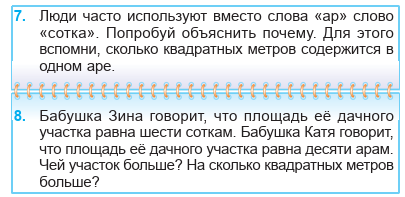 7. Люди часто используют вместо слова «ар» слово
«сотка». Попробуй объяснить почему. Для этого
вспомни, сколько квадратных метров содержится в
одном аре.
8. Бабушка Зина говорит, что площадь её дачного
участка равна шести соткам. Бабушка Катя говорит,
что площадь её дачного участка равна десяти арам.
Чей участок больше? На сколько квадратных метров
больше?